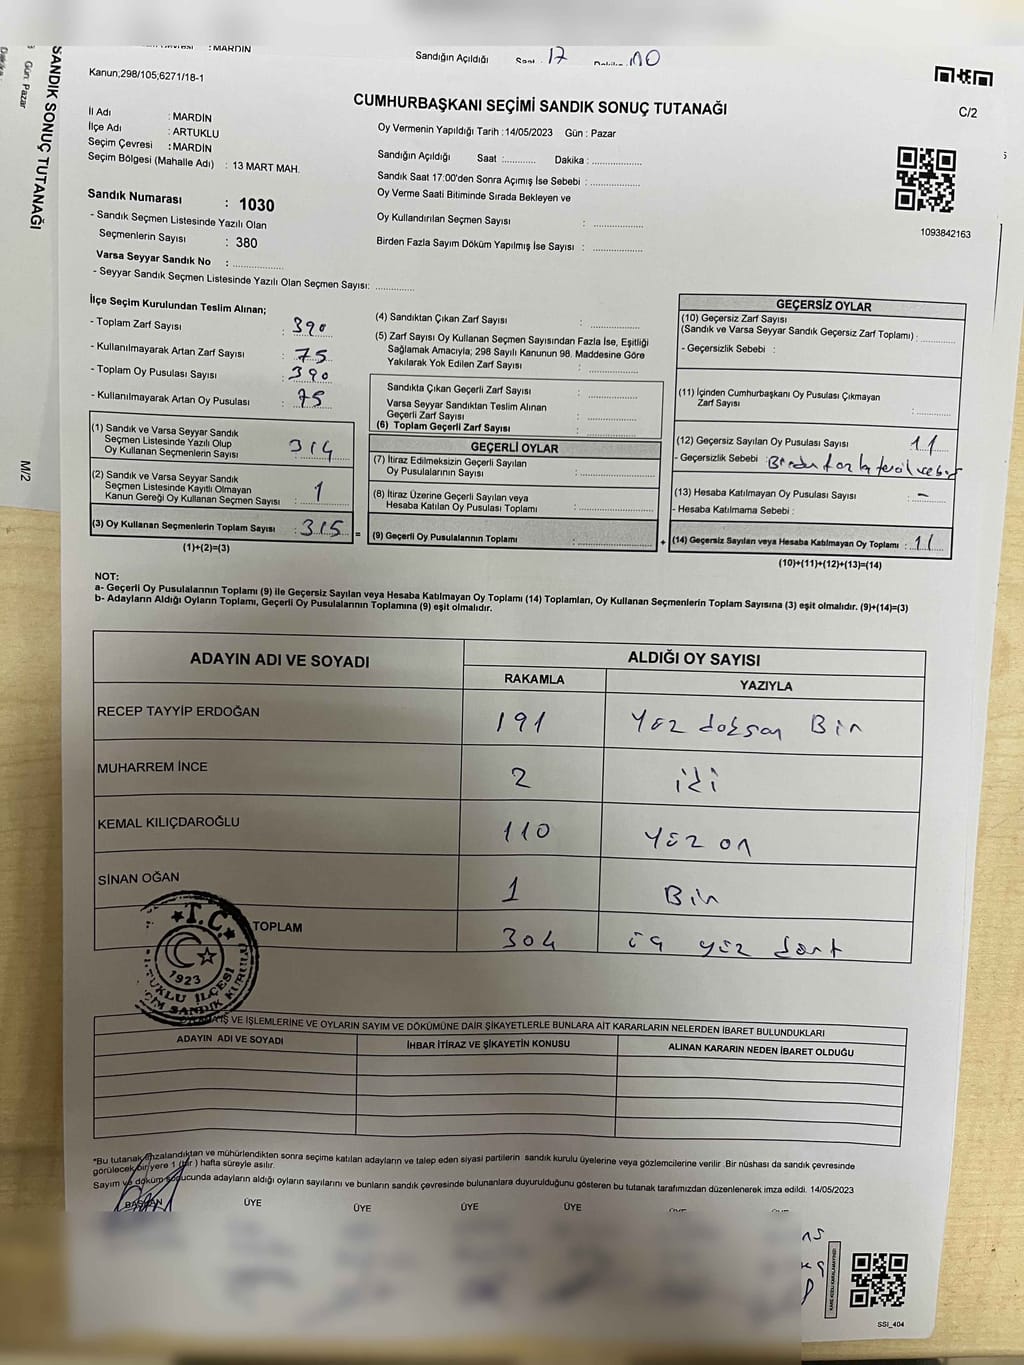 : MARDİN
Sandığın Açıldığı Saat 17
Kanun;298/105,6271/18-1
CUMHURBAŞKANI SEÇİMİ SANDIK SONUÇ TUTANAĞI
C/2
İl Adı : MARDİN
İlçe Adı : ARTUKLU
Seçim Çevresi : MARDİN
Seçim Bölgesi (Mahalle Adı) : 13 MART MAH.
Oy Vermenin Yapıldığı Tarih :14/05/2023 Gün : Pazar
Sandığın Açıldığı Saat :........... Dakika : ..................
Sandık Saat 17:00'den Sonra Açımış İse Sebebi : ..................
Oy Verme Saati Bitiminde Sırada Bekleyen ve
Oy Kullandırılan Seçmen Sayısı : ..................
Birden Fazla Sayım Döküm Yapılmış İse Sayısı : ..................
1093842163
Sandık Numarası : 1030
- Sandık Seçmen Listesinde Yazılı Olan
Seçmenlerin Sayısı : 380
Varsa Seyyar Sandık No : ..................
- Seyyar Sandık Seçmen Listesinde Yazılı Olan Seçmen Sayısı: ..............
İlçe Seçim Kurulundan Teslim Alınan;
- Toplam Zarf Sayısı : 390
- Kullanılmayarak Artan Zarf Sayısı : 75
- Toplam Oy Pusulası Sayısı : 390
- Kullanılmayarak Artan Oy Pusulası : 75
(1) Sandık ve Varsa Seyyar Sandık
Seçmen Listesinde Yazılı Olup
Oy Kullanan Seçmenlerin Sayısı : 314
(2) Sandık ve Varsa Seyyar Sandık
Seçmen Listesinde Kayıtlı Olmayan
Kanun Gereği Oy Kullanan Seçmen Sayısı : 1
(3) Oy Kullanan Seçmenlerin Toplam Sayısı : 315 =
(1)+(2)=(3)
(4) Sandıktan Çıkan Zarf Sayısı : ..................
(5) Zarf Sayısı Oy Kullanan Seçmen Sayısından Fazla İse, Eşitliği
Sağlamak Amacıyla; 298 Sayılı Kanunun 98. Maddesine Göre
Yakılarak Yok Edilen Zarf Sayısı : ..................
Sandıkta Çıkan Geçerli Zarf Sayısı : ..................
Varsa Seyyar Sandıktan Teslim Alınan
Geçerli Zarf Sayısı : ..................
(6) Toplam Geçerli Zarf Sayısı : ..................
GEÇERLİ OYLAR
(7) İtiraz Edilmeksizin Geçerli Sayılan
Oy Pusulalarının Sayısı : ..................
(8) İtiraz Üzerine Geçerli Sayılan veya
Hesaba Katılan Oy Pusulası Toplamı : ..................
(9) Geçerli Oy Pusulalarının Toplamı : .................. +
GEÇERSİZ OYLAR
(10) Geçersiz Zarf Sayısı
(Sandık ve Varsa Seyyar Sandık Geçersiz Zarf Toplamı) : ............
- Geçersizlik Sebebi :
(11) İçinden Cumhurbaşkanı Oy Pusulası Çıkmayan
Zarf Sayısı : ............
(12) Geçersiz Sayılan Oy Pusulası Sayısı : 11
- Geçersizlik Sebebi : Birden fazla tercih
(13) Hesaba Katılmayan Oy Pusulası Sayısı : -
- Hesaba Katılmama Sebebi :
(14) Geçersiz Sayılan veya Hesaba Katılmayan Oy Toplamı : 11
(10)+(11)+(12)+(13)=(14)
NOT:
a- Geçerli Oy Pusulalarının Toplamı (9) ile Geçersiz Sayılan veya Hesaba Katılmayan Oy Toplamı (14) Toplamları, Oy Kullanan Seçmenlerin Toplam Sayısına (3) eşit olmalıdır. (9)+(14)=(3)
b- Adayların Aldığı Oyların Toplamı, Geçerli Oy Pusulalarının Toplamına (9) eşit olmalıdır.
ADAYIN ADI VE SOYADI ALDIĞI OY SAYISI
RAKAMLA YAZIYLA
RECEP TAYYİP ERDOĞAN 191 Yüz doksan Bir
MUHARREM İNCE 2 iki
KEMAL KILIÇDAROĞLU 110 Yüz on
SİNAN OĞAN 1 Bir
TOPLAM 304 üç yüz dört
T.C.
1923
İŞ VE İŞLEMLERİNE VE OYLARIN SAYIM VE DÖKÜMÜNE DAİR ŞİKAYETLERLE BUNLARA AİT KARARLARIN NELERDEN İBARET BULUNDUKLARI
ADAYIN ADI VE SOYADI İHBAR İTİRAZ VE ŞİKAYETİN KONUSU ALINAN KARARIN NEDEN İBARET OLDUĞU
*Bu tutanak imzalandıktan ve mühürlendikten sonra seçime katılan adayların ve talep eden siyasi partilerin sandık kurulu üyelerine veya gözlemcilerine verilir .Bir nüshası da sandık çevresinde
görülecek bir yere 1 (bir ) hafta süreyle asılır.
Sayım ve döküm sonucunda adayların aldığı oyların sayılarını ve bunların sandık çevresinde bulunanlara duyurulduğunu gösteren bu tutanak tarafımızdan düzenlenerek imza edildi. 14/05/2023
BAŞKAN ÜYE ÜYE ÜYE ÜYE
SSİ_404
SANDIK SONUÇ TUTANAĞI
Gün: Pazar
Dakika :
M/2